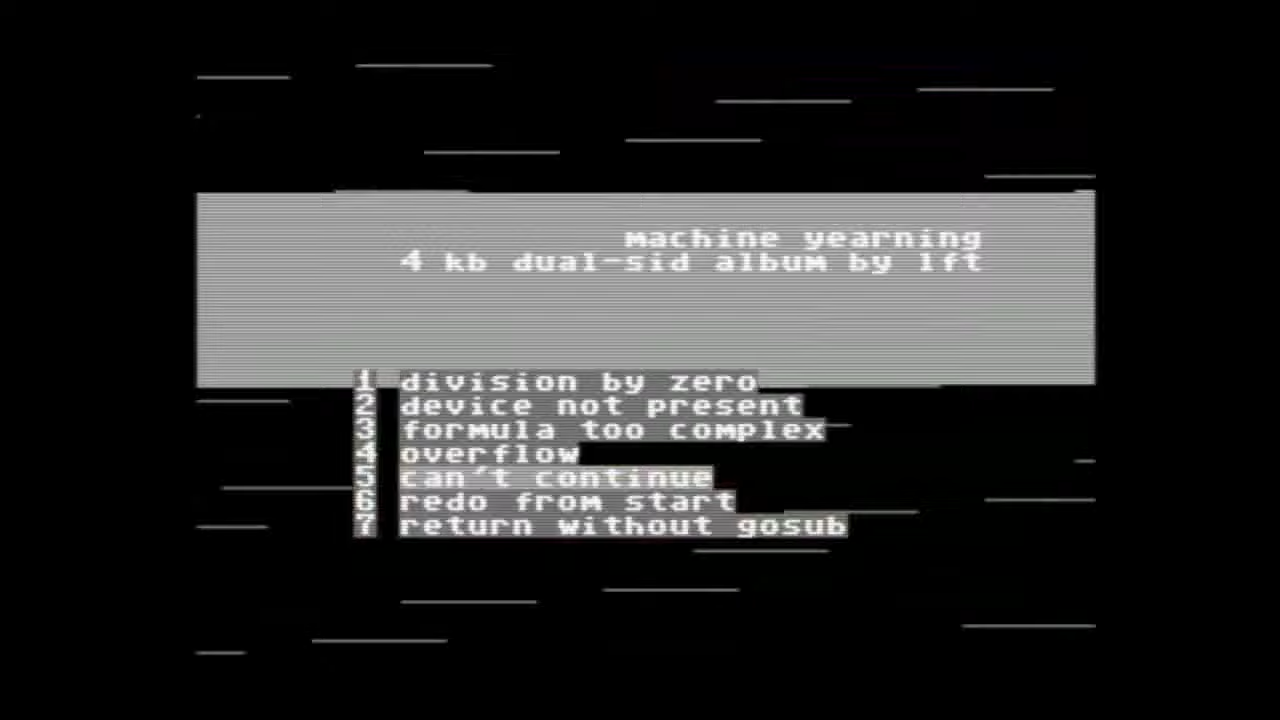 machine yearning
4 kb dual-sid album by lft
1 division by zero
2 device not present
3 formula too complex
4 overflow
5 can't continue
6 redo from start
7 return without gosub